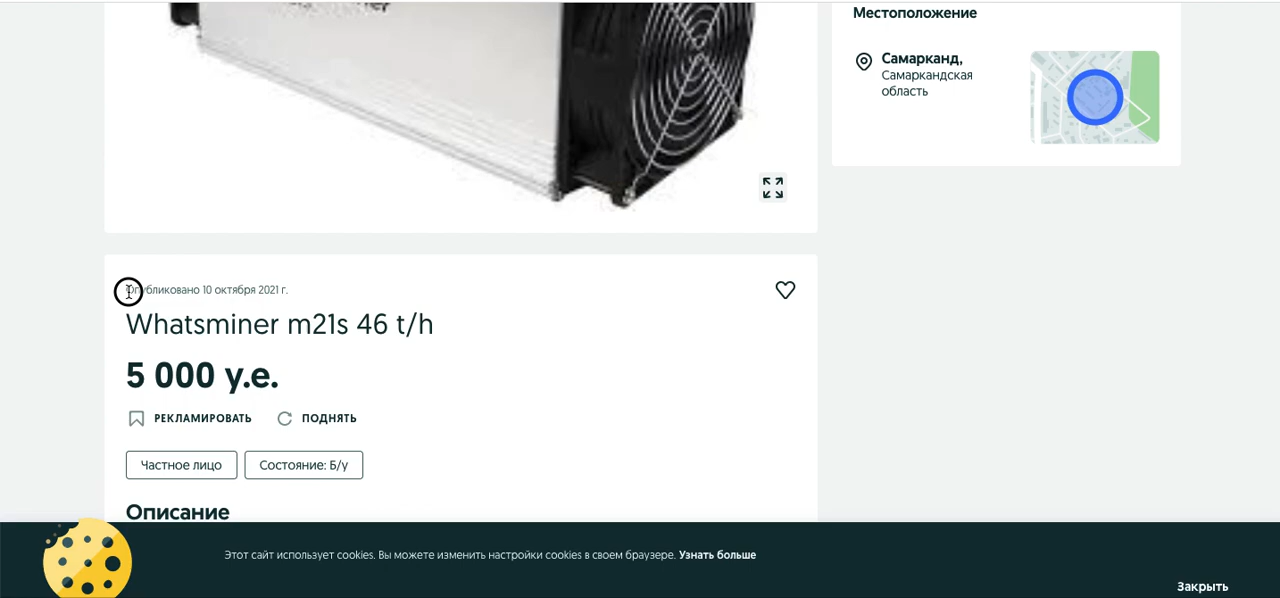 Местоположение
Самарканд,
Самаркандская
область
Опубликовано 10 октября 2021 г.
Whatsminer m21s 46 t/h
5 000 у.е.
РЕКЛАМИРОВАТЬ
ПОДНЯТЬ
Частное лицо
Состояние: Б/у
Описание
Этот сайт использует cookies. Вы можете изменить настройки cookies в своем браузере. Узнать больше
Закрыть